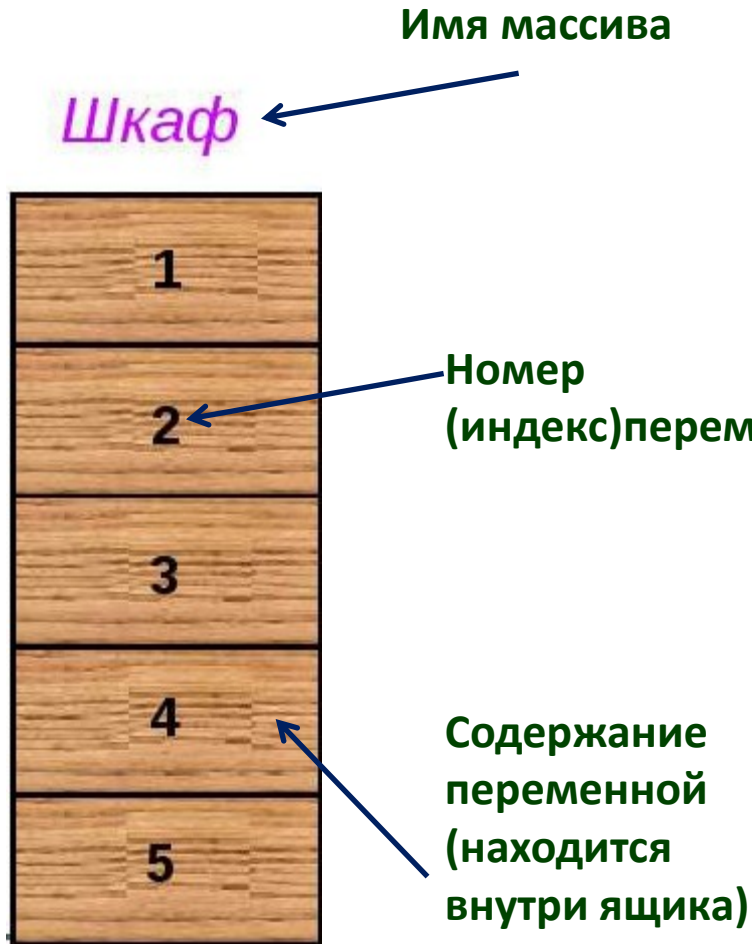 Имя массива
Шкаф
1
2
Номер
(индекс)перем
3
4
Содержание
переменной
(находится
внутри ящика)
5